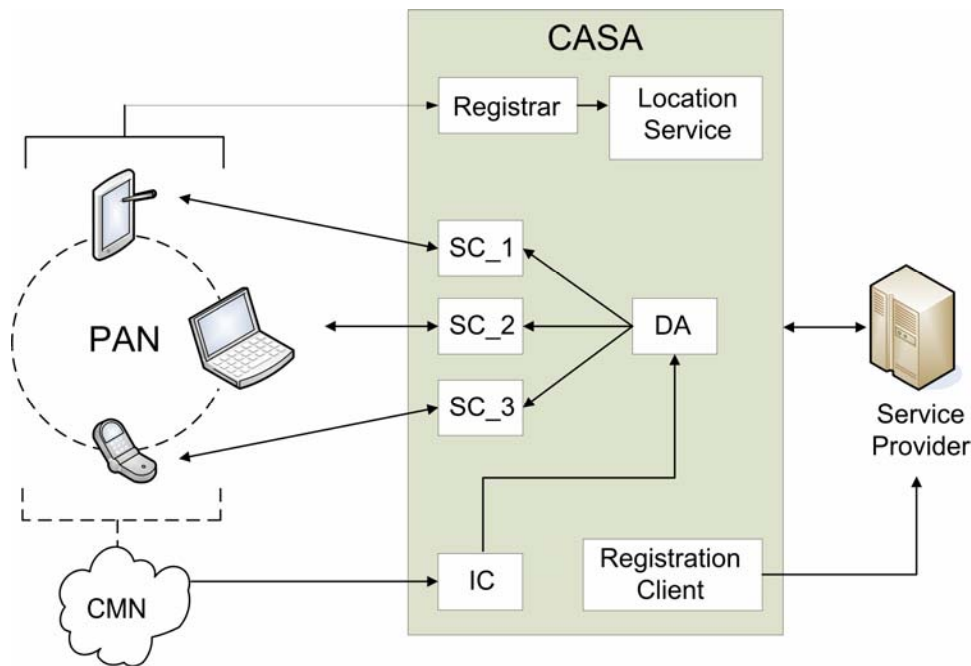 CASA
Registrar
Location
Service
SC_1
PAN
SC_2
DA
SC_3
Service
Provider
IC
Registration
Client
CMN